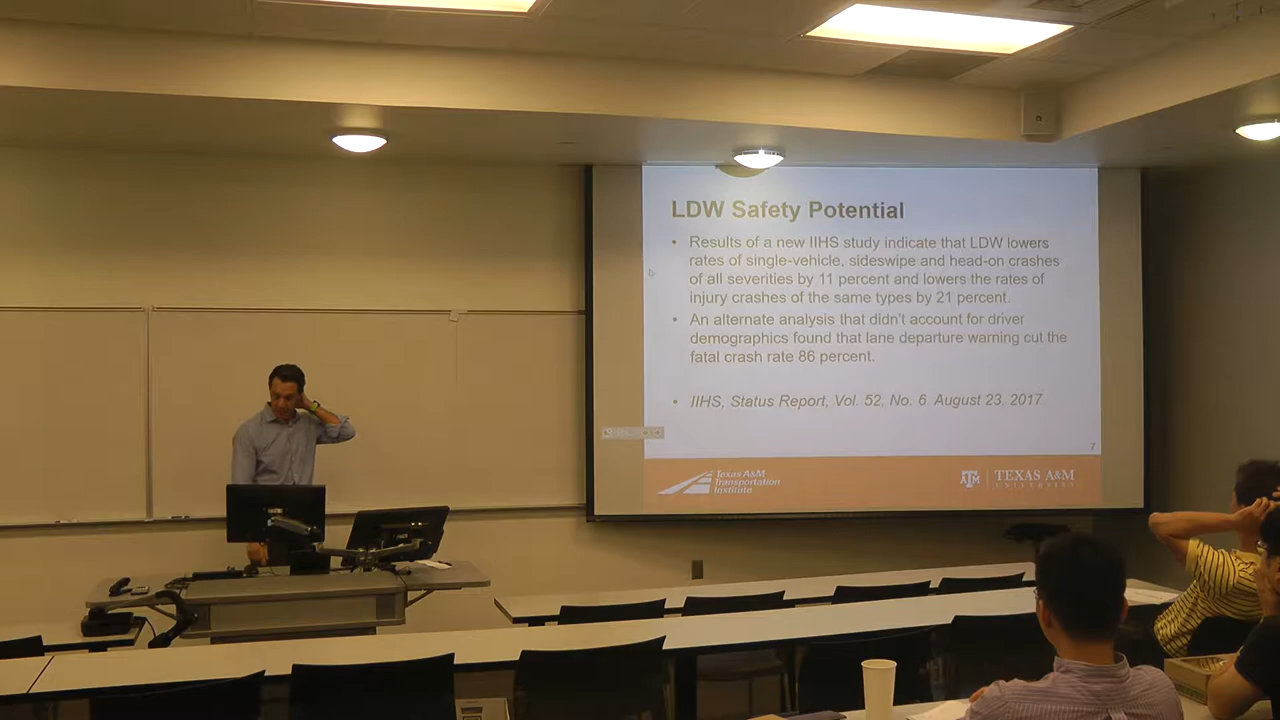 LDW Safety Potential
• Results of a new IIHS study indicate that LDW lowers
rates of single-vehicle, sideswipe and head-on crashes
of all severities by 11 percent and lowers the rates of
injury crashes of the same types by 21 percent.
• An alternate analysis that didn't account for driver
demographics found that lane departure warning cut the
fatal crash rate 86 percent.
• IIHS, Status Report, Vol. 52, No. 6. August 23. 2017
7
Texas A&M
Transportation
Institute
ATM
TEXAS A&M
UNIVERSITY